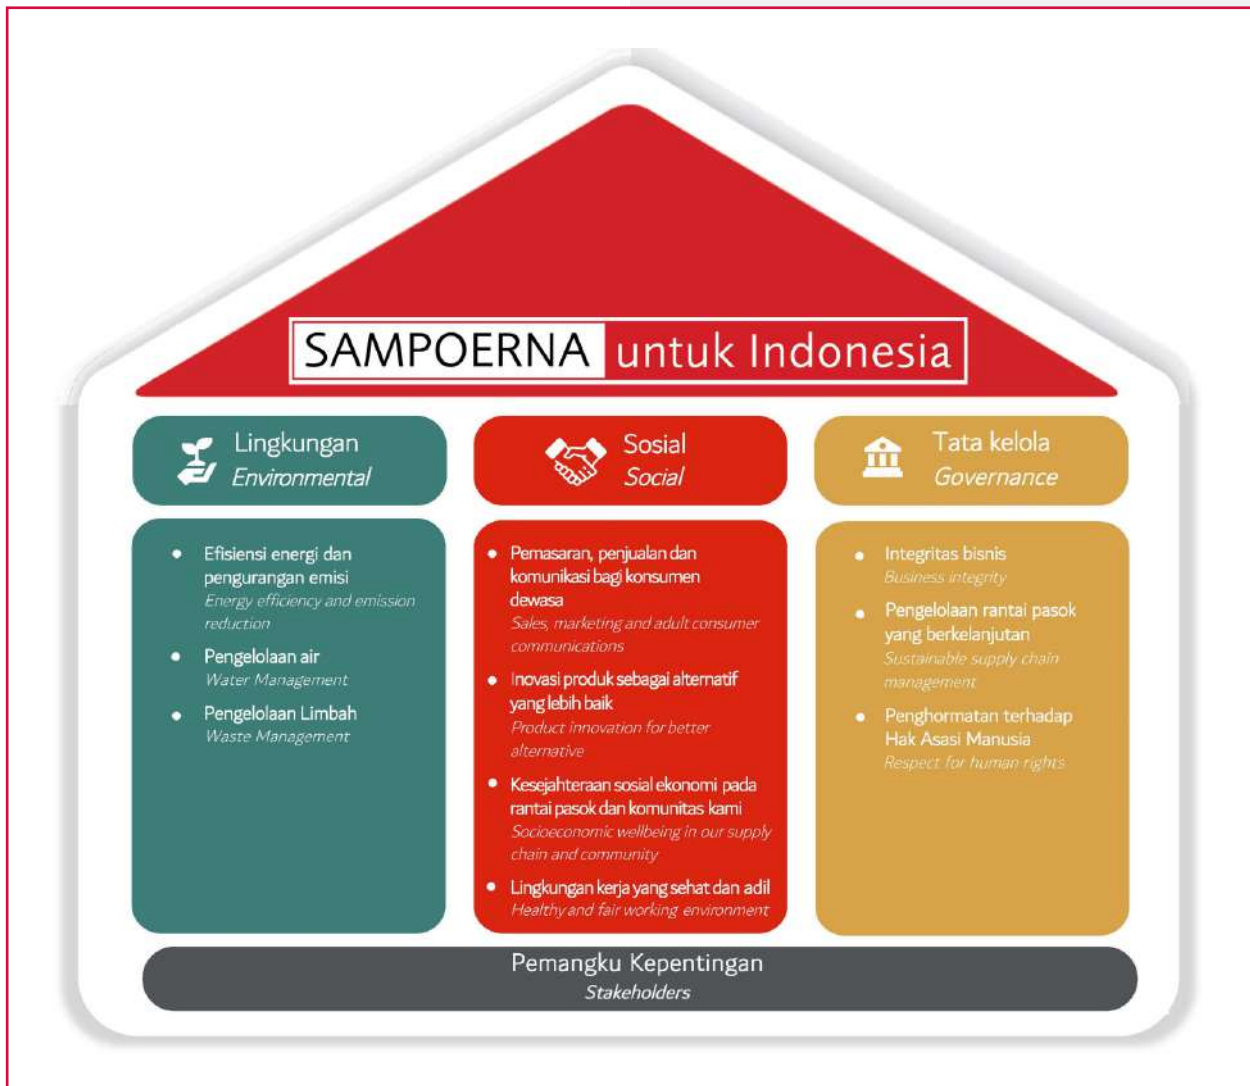 SAMPOERNA untuk Indonesia
Lingkungan
Environmental
Efisiensi energi dan
pengurangan emisi
Energy efficiency and emission
reduction
Pengelolaan air
Water Management
Pengelolaan Limbah
Waste Management
Sosial
Social
Pemasaran, penjualan dan
komunikasi bagi konsumen
dewasa
Sales, marketing and adult consumer
communications
Inovasi produk sebagai alternatif
yang lebih baik
Product innovation for better
alternative
Kesejahteraan sosial ekonomi pada
rantai pasok dan komunitas kami
Socioeconomic wellbeing in our supply
chain and community
Lingkungan kerja yang sehat dan adil
Healthy and fair working environment
Tata kelola
Governance
Integritas bisnis
Business integrity
Pengelolaan rantai pasok
yang berkelanjutan
Sustainable supply chain
management
Penghormatan terhadap
Hak Asasi Manusia
Respect for human rights
Pemangku Kepentingan
Stakeholders